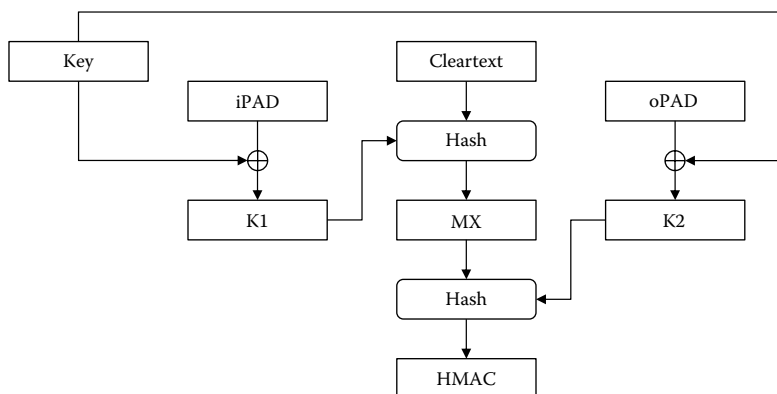 Key
Cleartext
iPAD
oPAD
Hash
K1
MX
K2
Hash
HMAC